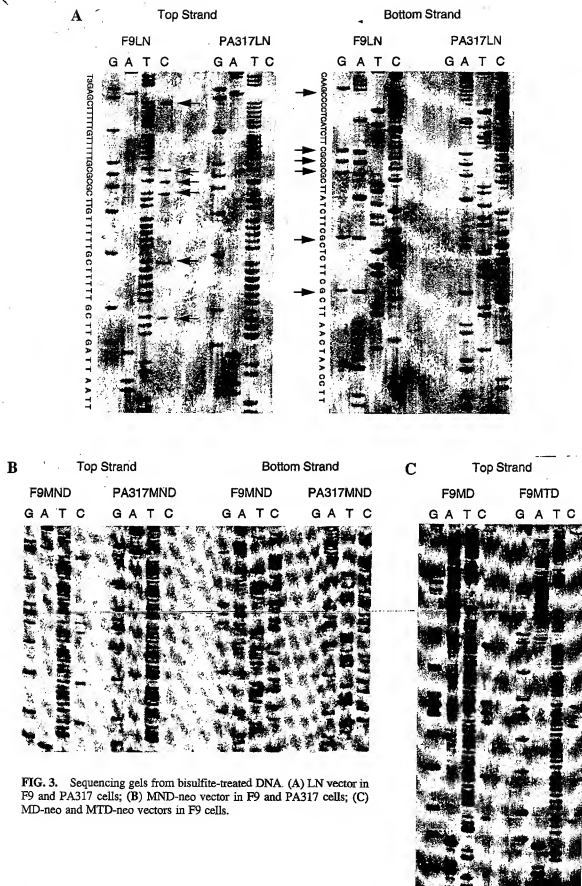 A
Top Strand
Bottom Strand
F9LN
PA317LN
F9LN
PA317LN
G A T C
G A T C
G A T C
G A T C
B
Top Strand
Bottom Strand
C
Top Strand
F9MND
PA317MND
F9MND
PA317MND
F9MD
F9MTD
G A T C
G A T C
G A T C
G A T C
G A T C
G A T C
FIG. 3. Sequencing gels from bisulfite-treated DNA. (A) LN vector in
F9 and PA317 cells; (B) MND-neo vector in F9 and PA317 cells; (C)
MD-neo and MTD-neo vectors in F9 cells.